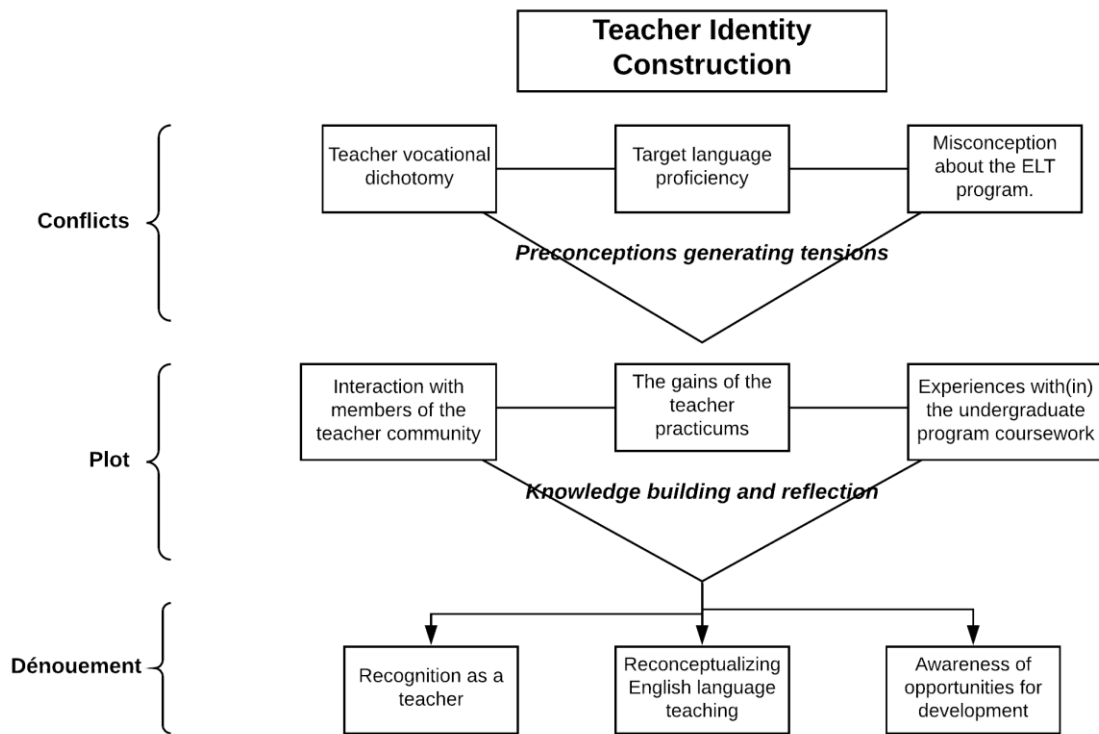 Teacher Identity
Construction
Conflicts
Teacher vocational
dichotomy
Target language
proficiency
Misconception
about the ELT
program.
Preconceptions generating tensions
Plot
Interaction with
members of the
teacher community
The gains of the
teacher
practicums
Experiences with(in)
the undergraduate
program coursework
Knowledge building and reflection
Dénouement
Recognition as a
teacher
Reconceptualizing
English language
teaching
Awareness of
opportunities for
development